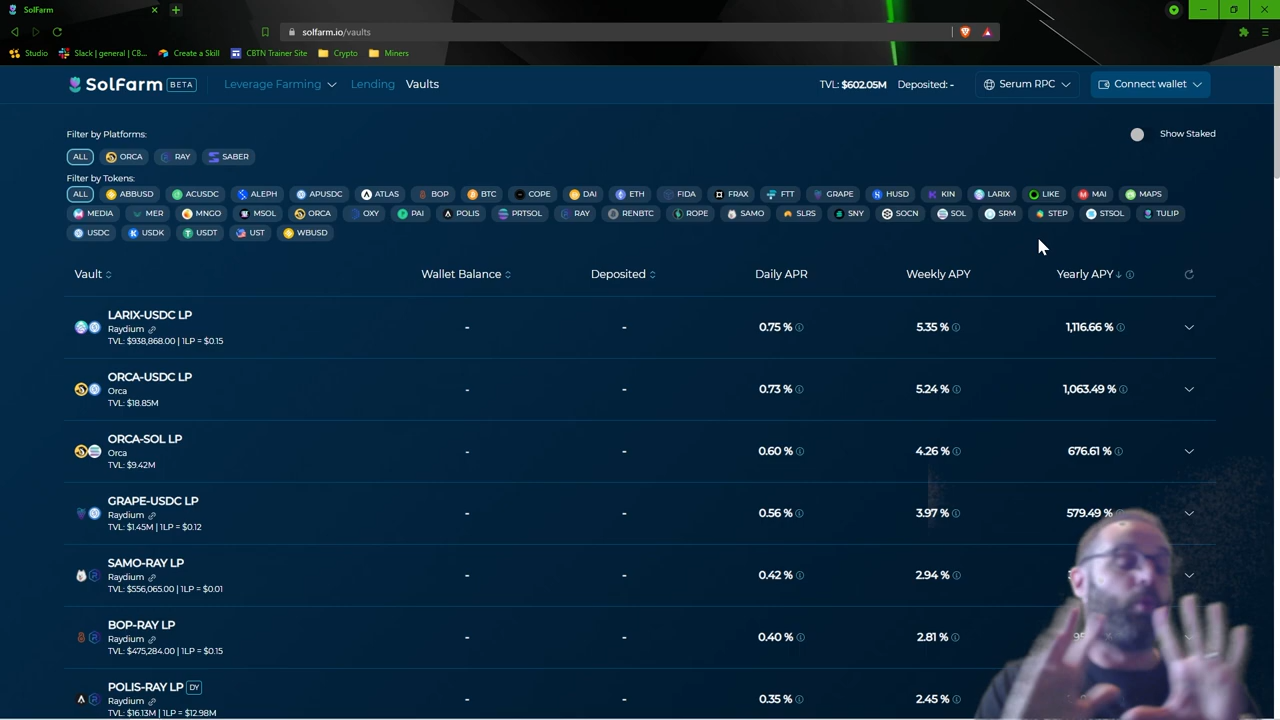 SolFarm
solfarm.io/vaults
Studio Slack | general | CB... Create a Skill CBTN Trainer Site Crypto Miners
SolFarm BETA Leverage Farming Lending Vaults TVL: $602.05M Deposited: - Serum RPC Connect wallet
Filter by Platforms: Show Staked
ALL ORCA RAY SABER
Filter by Tokens:
ALL ABBUSD ACUSDC ALEPH APUSDC ATLAS BOP BTC COPE DAI ETH FIDA FRAX FTT GRAPE HUSD KIN LARIX LIKE MAI MAPS
MEDIA MER MNGO MSOL ORCA OXY PAI POLIS PRTSOL RAY RENBTC ROPE SAMO SLRS SNY SOCN SOL SRM STEP STSOL TULIP
USDC USDK USDT UST WBUSD
Vault Wallet Balance Deposited Daily APR Weekly APY Yearly APY
LARIX-USDC LP
Raydium
TVL: $938,868.00 | 1LP = $0.15
- - 0.75 % 5.35 % 1,116.66 %
ORCA-USDC LP
Orca
TVL: $18.85M
- - 0.73 % 5.24 % 1,063.49 %
ORCA-SOL LP
Orca
TVL: $9.42M
- - 0.60 % 4.26 % 676.61 %
GRAPE-USDC LP
Raydium
TVL: $1.45M | 1LP = $0.12
- - 0.56 % 3.97 % 579.49 %
SAMO-RAY LP
Raydium
TVL: $556,065.00 | 1LP = $0.01
- - 0.42 % 2.94 %
BOP-RAY LP
Raydium
TVL: $475,284.00 | 1LP = $0.15
- - 0.40 % 2.81 %
POLIS-RAY LP DY
Raydium
TVL: $16.13M | 1LP = $12.98M
- - 0.35 % 2.45 %